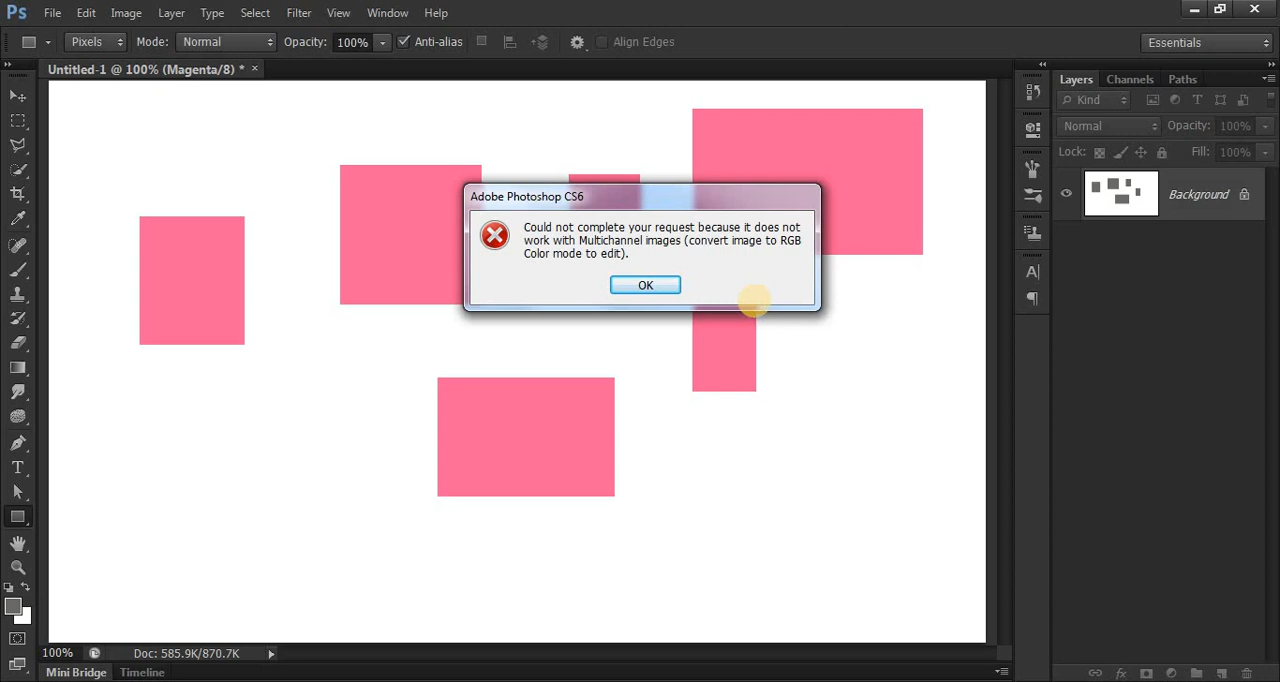 Ps File Edit Image Layer Type Select Filter View Window Help
Pixels Mode: Normal Opacity: 100% Anti-alias Align Edges Essentials
Untitled-1 @ 100% (Magenta/8) * ×
Layers Channels Paths
Kind T
Normal Opacity: 100%
Lock: Fill: 100%
Background
Adobe Photoshop CS6
Could not complete your request because it does not
work with Multichannel images (convert image to RGB
Color mode to edit).
OK
A
T
100% Doc: 585.9K/870.7K
Mini Bridge Timeline
fx